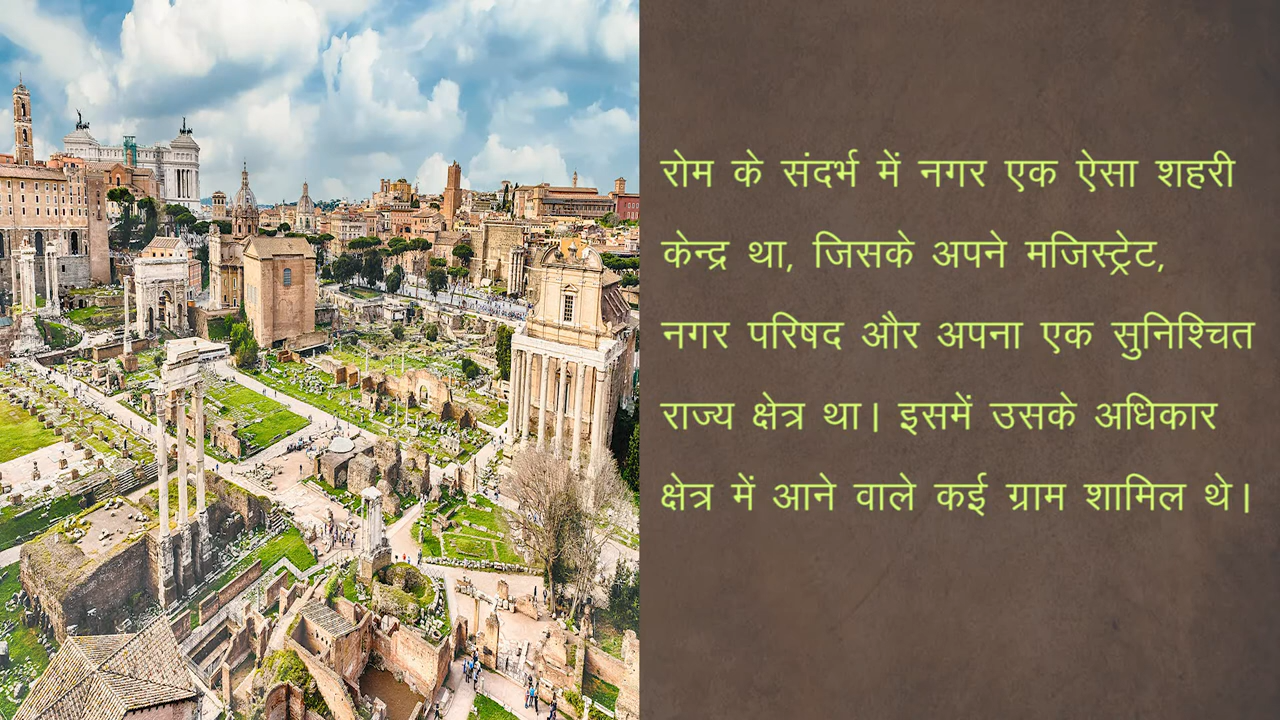 रोम के संदर्भ में नगर एक ऐसा शहरी
केन्द्र था, जिसके अपने मजिस्ट्रेट,
नगर परिषद और अपना एक सुनिश्चित
राज्य क्षेत्र था। इसमें उसके अधिकार
क्षेत्र में आने वाले कई ग्राम शामिल थे।